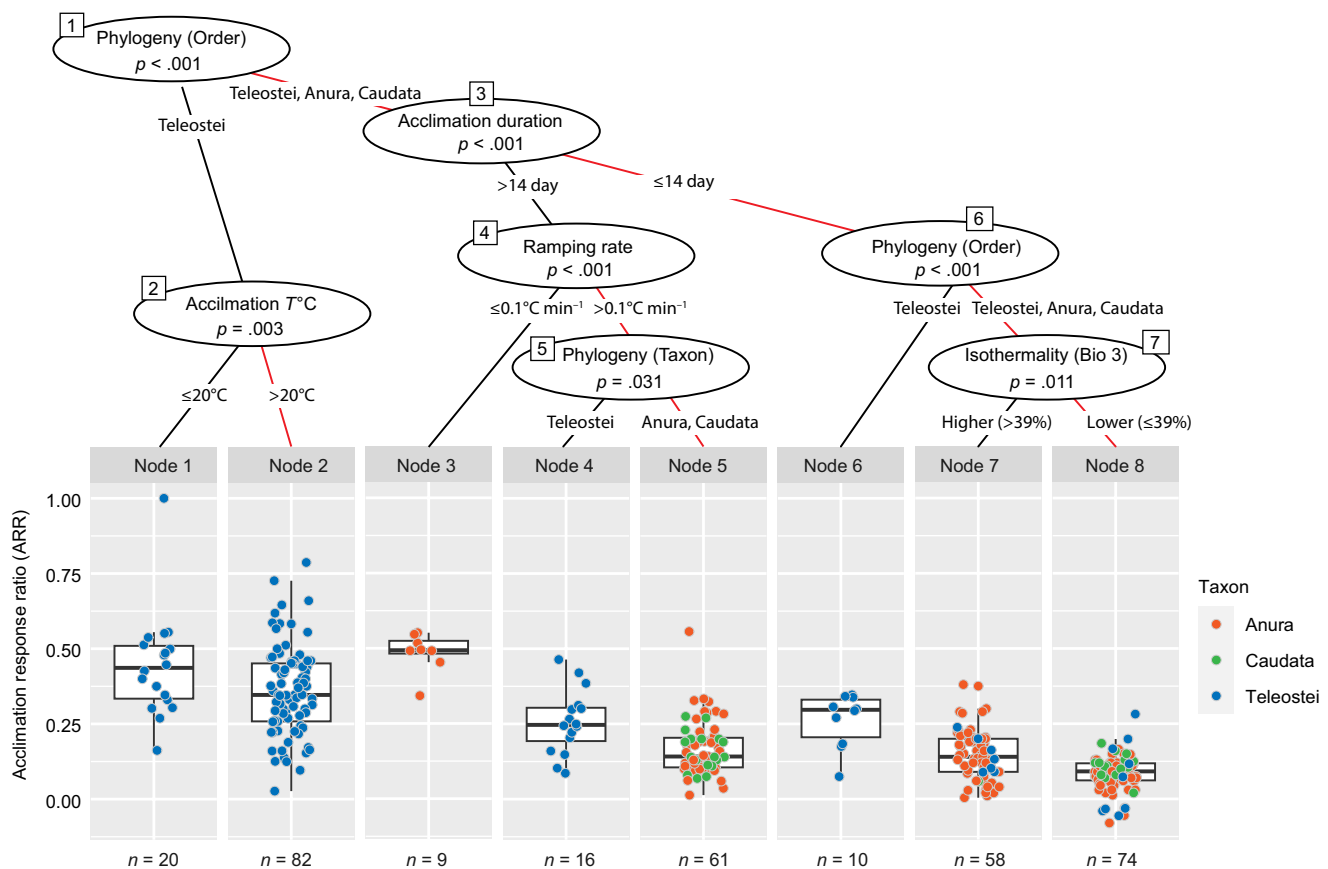 1
Phylogeny (Order)
p < .001
Teleostei, Anura, Caudata
Teleostei
3
Acclimation duration
p < .001
>14 day
≤14 day
2
Accilmation T°C
p = .003
≤20°C
>20°C
4
Ramping rate
p < .001
≤0.1°C min⁻¹
>0.1°C min⁻¹
5
Phylogeny (Taxon)
p = .031
Teleostei
Anura, Caudata
6
Phylogeny (Order)
p < .001
Teleostei
Teleostei, Anura, Caudata
7
Isothermality (Bio 3)
p = .011
Higher (>39%)
Lower (≤39%)
Node 1
Node 2
Node 3
Node 4
Node 5
Node 6
Node 7
Node 8
Acclimation response ratio (ARR)
1.00
0.75
0.50
0.25
0.00
n = 20
n = 82
n = 9
n = 16
n = 61
n = 10
n = 58
n = 74
Taxon
Anura
Caudata
Teleostei